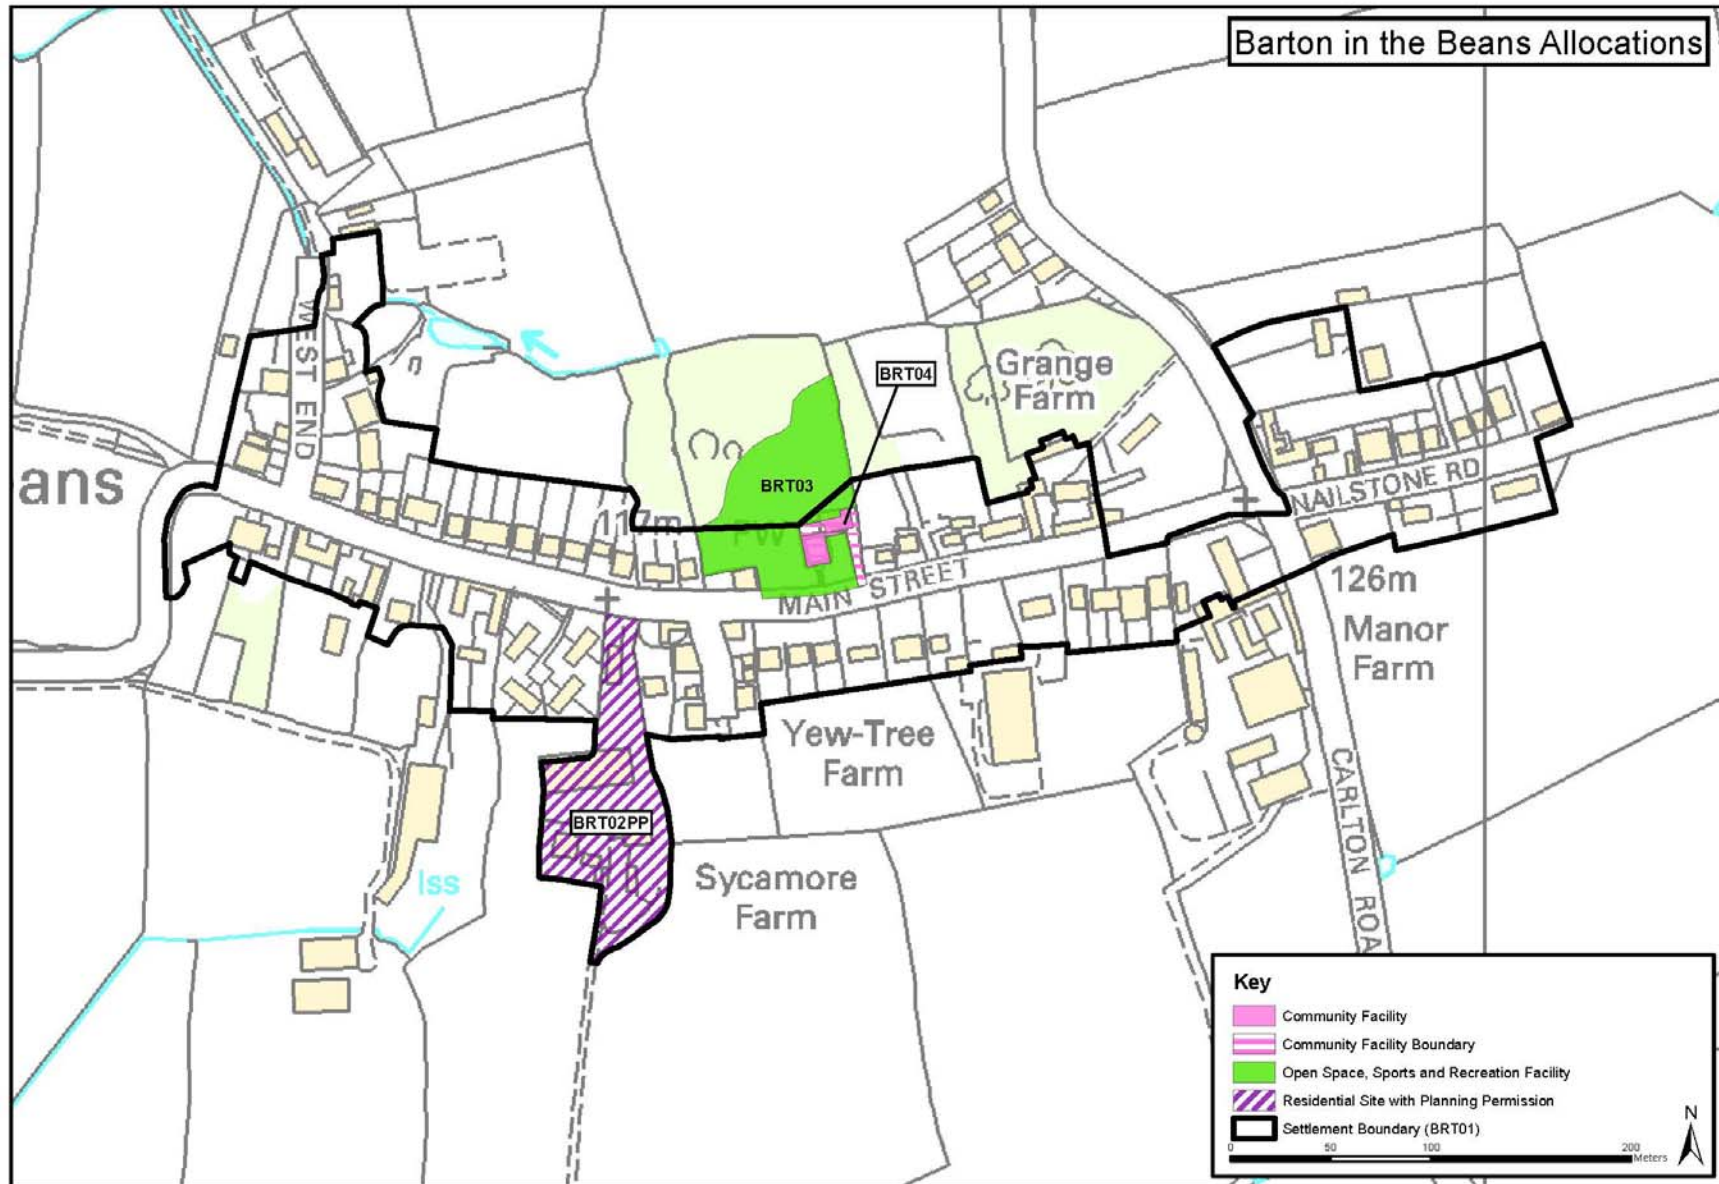 Barton in the Beans Allocations
WEST END
Grange
Farm
BRT04
ans
BRT03
117m
PW
NAILSTONE RD
MAIN STREET
126m
Manor
Farm
Yew-Tree
Farm
BRT02PP
CARLTON ROA
Sycamore
Farm
Iss
Key
Community Facility
Community Facility Boundary
Open Space, Sports and Recreation Facility
Residential Site with Planning Permission
Settlement Boundary (BRT01)
N
0 50 100 200
Meters